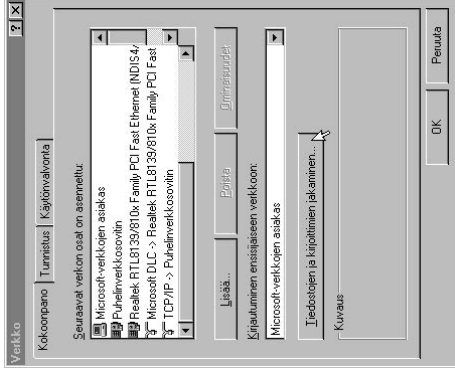 Verkko
Kokoonpano Tunnistus Käytönvalvonta
Seuraavat verkon osat on asennettu:
Microsoft-verkkojen asiakas
Puhelinverkkosovitin
Realtek RTL8139/810x Family PCI Fast Ethernet (NDIS4/
Microsoft DLC -> Realtek RTL8139/810x Family PCI Fast
TCP/IP -> Puhelinverkkosovitin
Lisää... Poista Ominaisuudet
Kirjautuminen ensisijaiseen verkkoon:
Microsoft-verkkojen asiakas
Tiedostojen ja kirjoittimien jakaminen...
Kuvaus
OK Peruuta